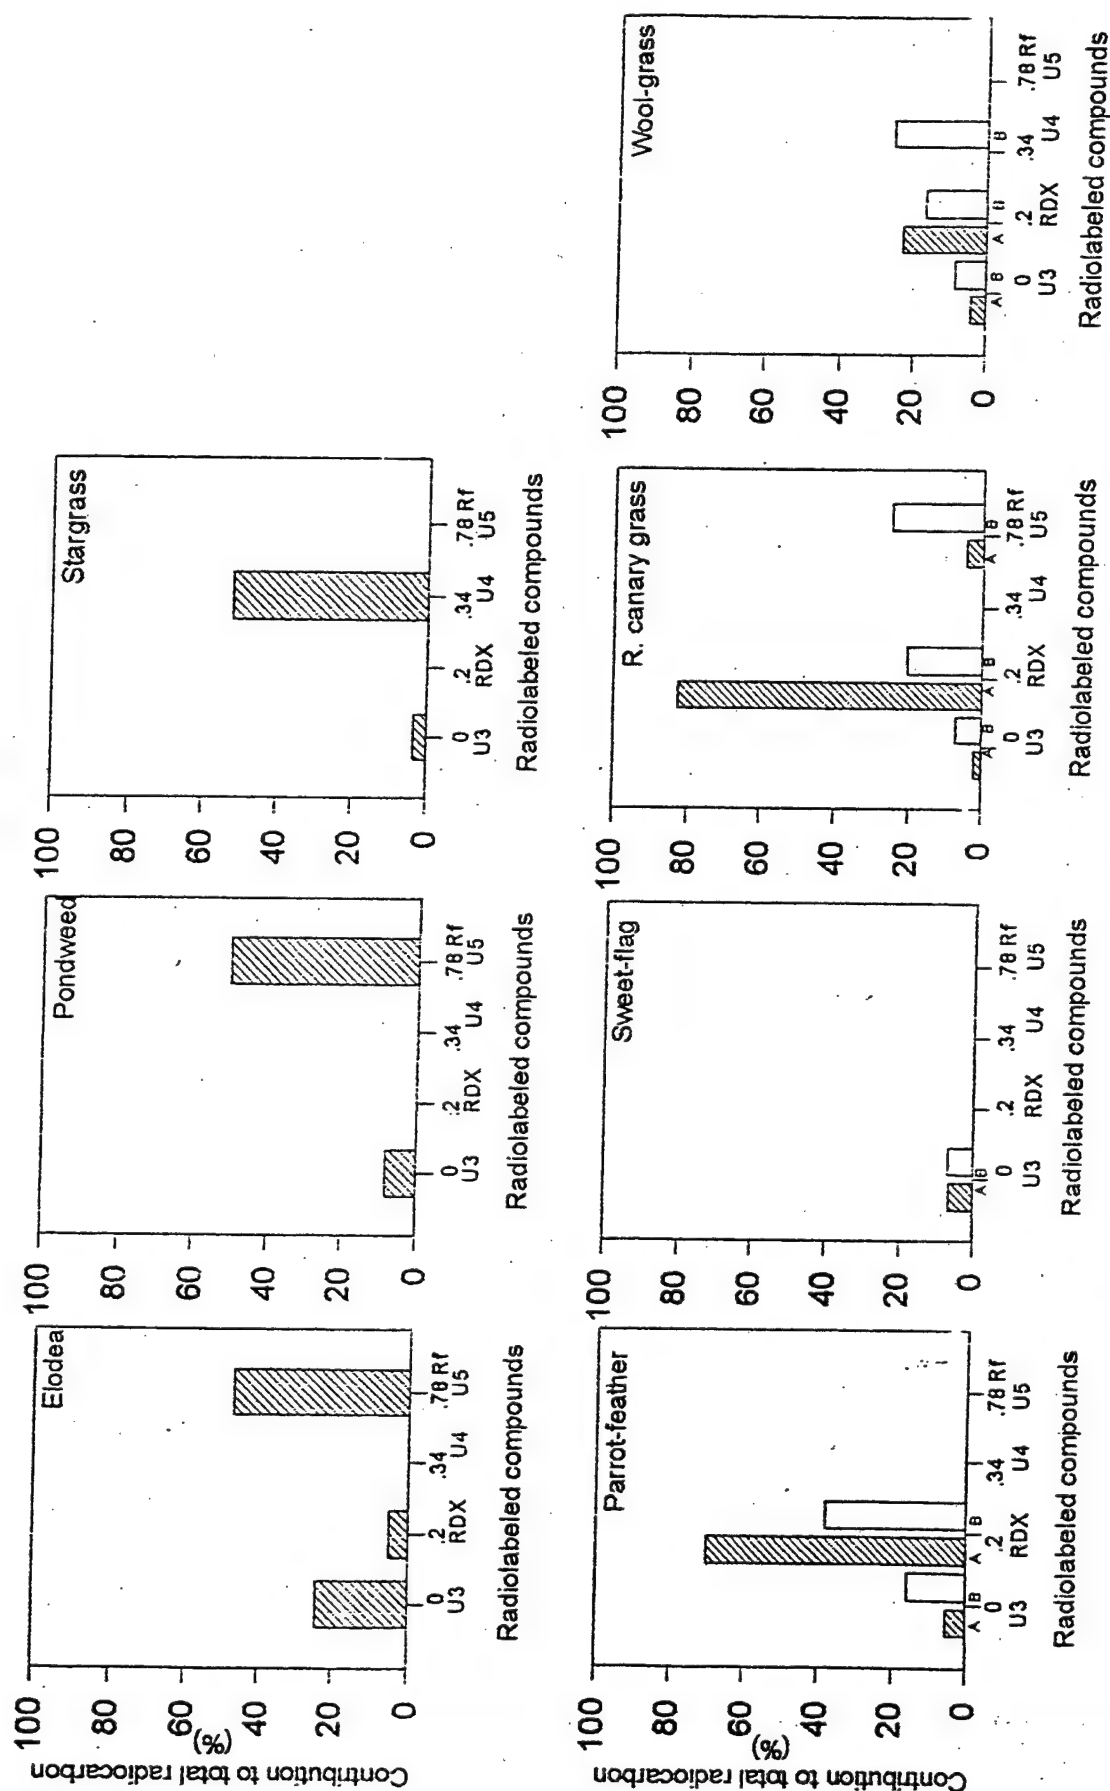 Contribution to total radiocarbon
(%)
Elodea
100
80
60
40
20
0
0 .2 .34 .78 Rf
U3 RDX U4 U5
Radiolabeled compounds
Pondweed
100
80
60
40
20
0
0 .2 .34 .78 Rf
U3 RDX U4 U5
Radiolabeled compounds
Stargrass
100
80
60
40
20
0
0 .2 .34 .78 Rf
U3 RDX U4 U5
Radiolabeled compounds
Contribution to total radiocarbon
(%)
Parrot-feather
100
80
60
40
20
0
A B A B
0 .2 .34 .78 Rf
U3 RDX U4 U5
Radiolabeled compounds
Sweet-flag
100
80
60
40
20
0
A B
0 .2 .34 .78 Rf
U3 RDX U4 U5
Radiolabeled compounds
R. canary grass
100
80
60
40
20
0
A B A B A B
0 .2 .34 .78 Rf
U3 RDX U4 U5
Radiolabeled compounds
Wool-grass
100
80
60
40
20
0
A B A B B
0 .2 .34 .78 Rf
U3 RDX U4 U5
Radiolabeled compounds